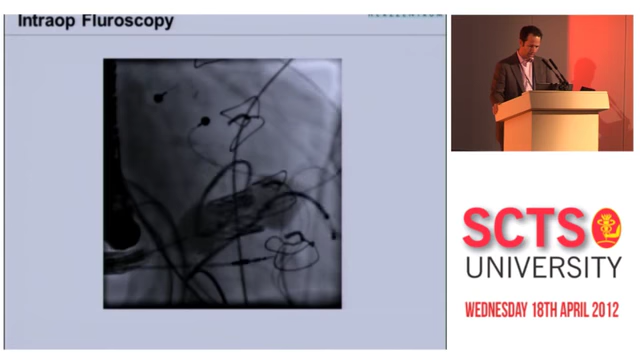 Intraop Fluroscopy
SCTS
UNIVERSITY
WEDNESDAY 18TH APRIL 2012